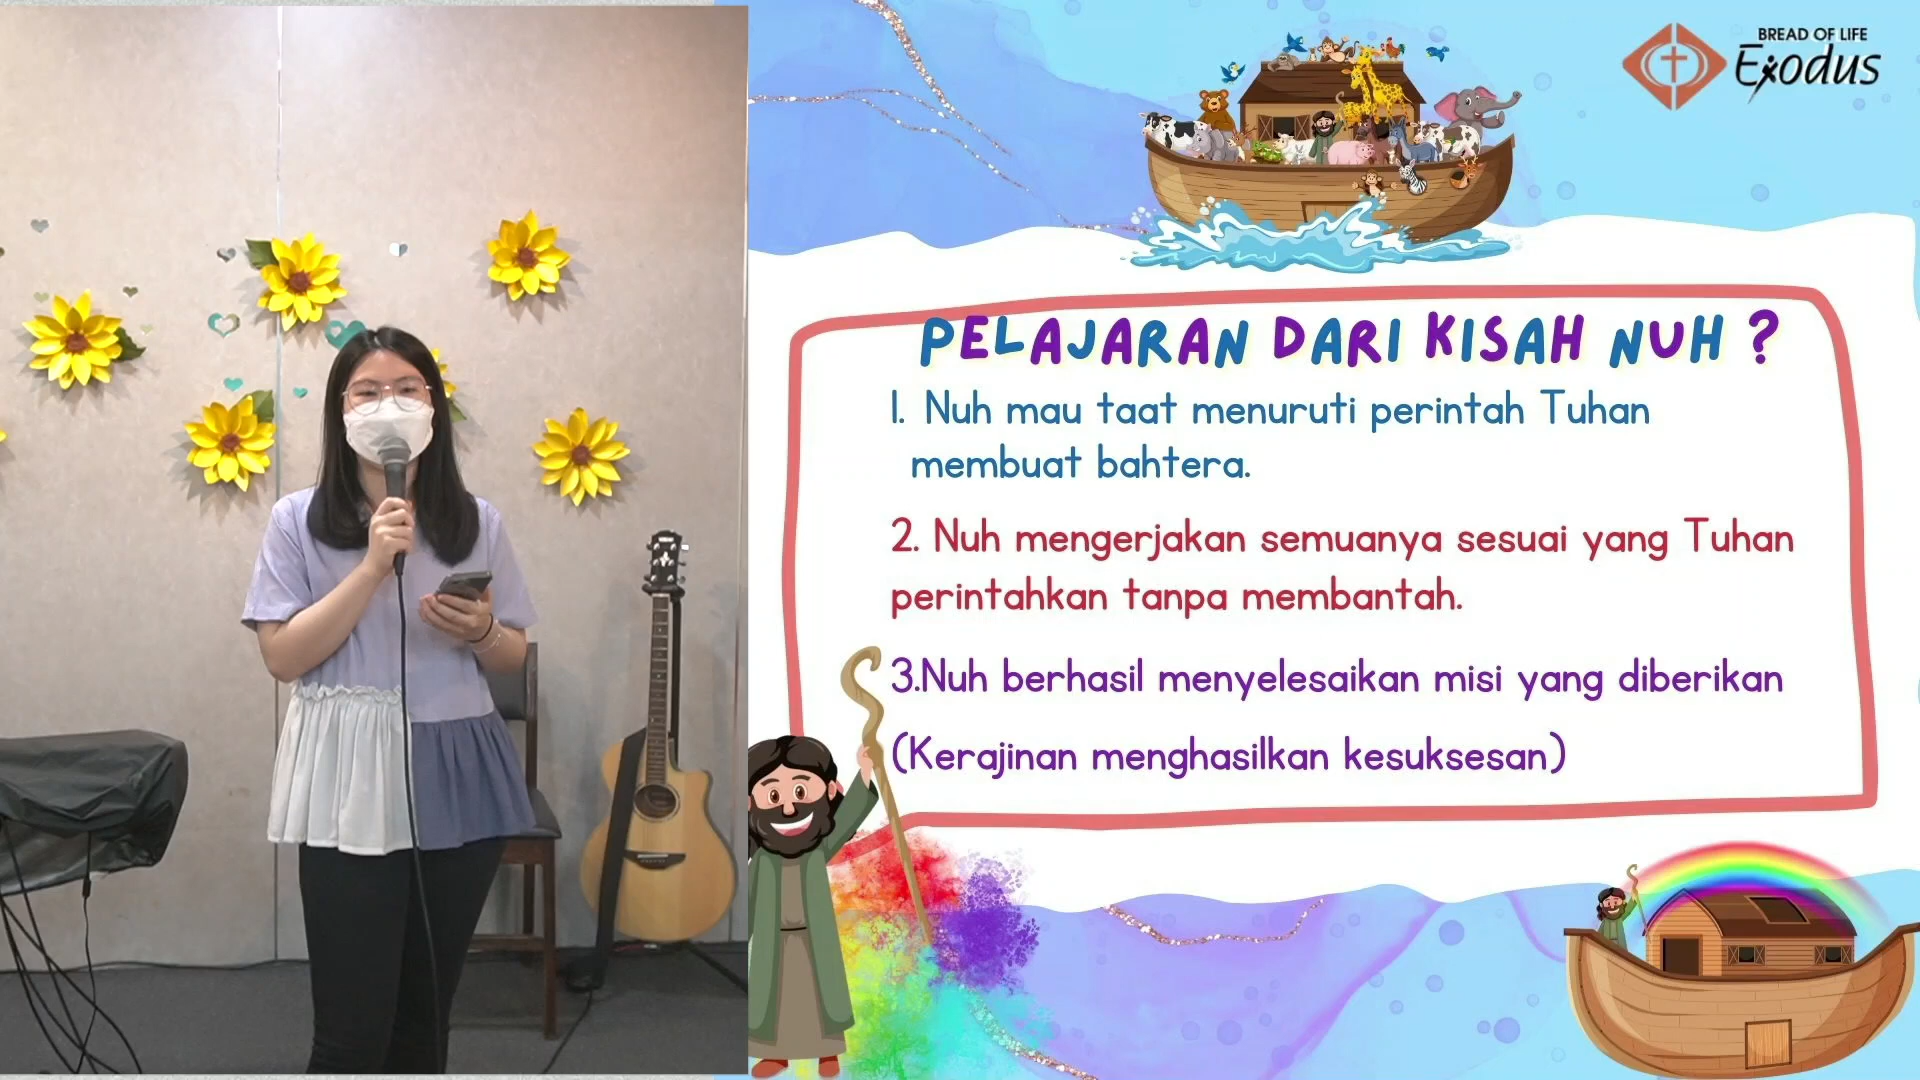 BREAD OF LIFE
Exodus
PELAJARAN DARI KISAH NUH ?
1. Nuh mau taat menuruti perintah Tuhan
membuat bahtera.
2. Nuh mengerjakan semuanya sesuai yang Tuhan
perintahkan tanpa membantah.
3.Nuh berhasil menyelesaikan misi yang diberikan
(Kerajinan menghasilkan kesuksesan)